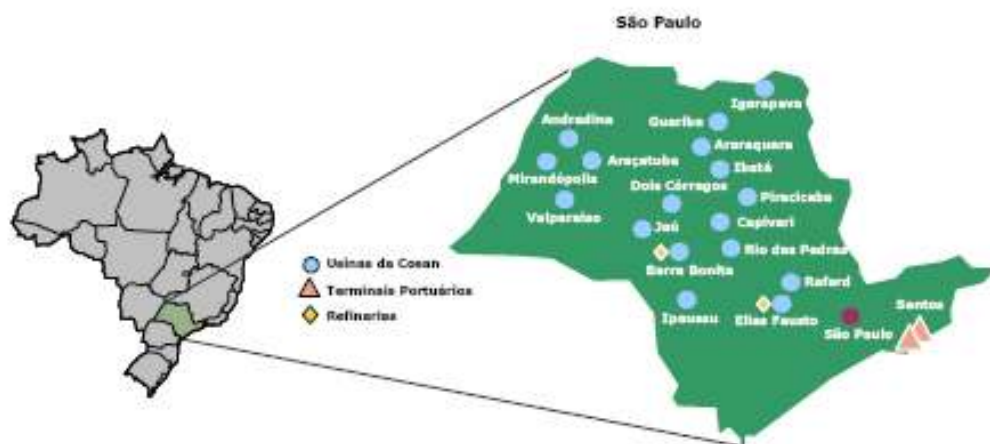 São Paulo
Igarapava
Andradina
Guariba
Araraquara
Araçatuba
Ibaté
Mirandópolis
Dois Córregos
Piracicaba
Valparaiso
Capivari
Jaú
Rio das Pedras
Usinas da Cosan
Barra Bonita
Terminais Portuários
Rafard
Santos
Refinarias
Ipaussu
Elias Fausto
São Paulo